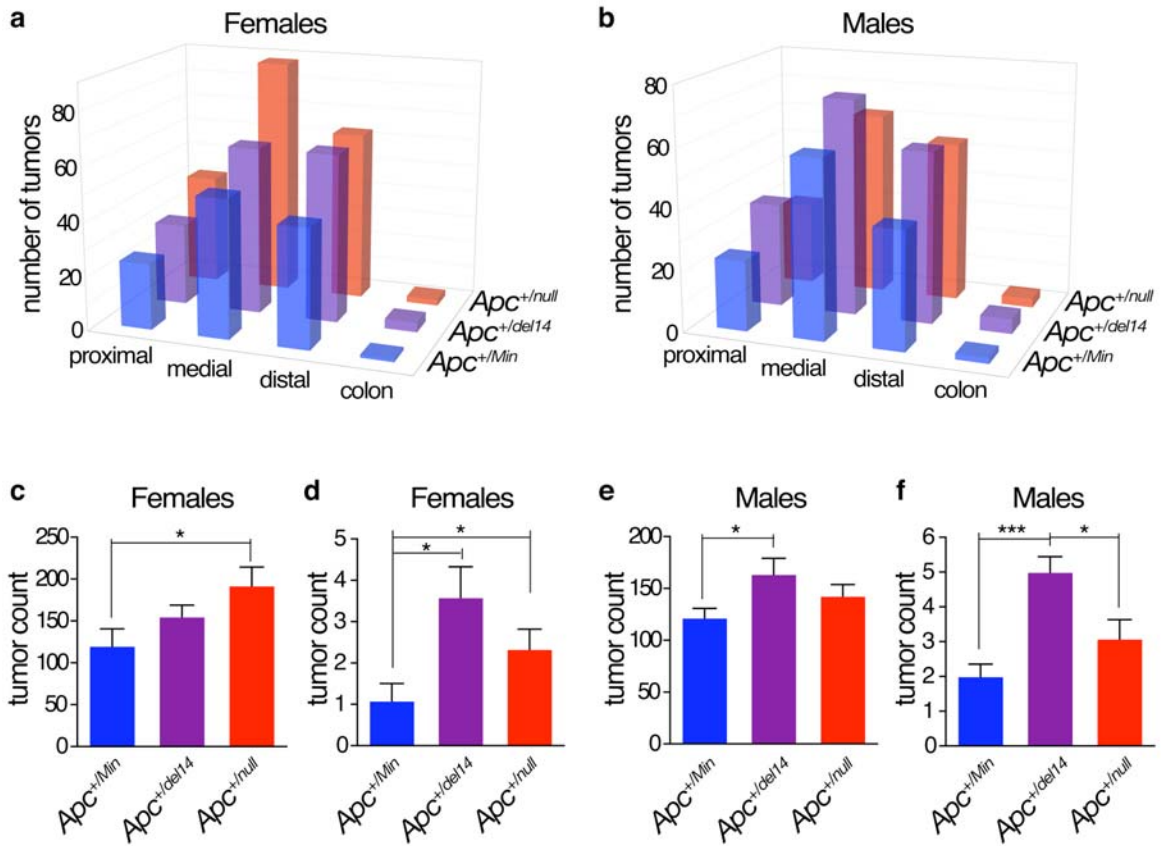 a
Females
number of tumors
80
60
40
20
0
proximal
medial
distal
colon
Apc+/null
Apc+/del14
Apc+/Min
b
Males
number of tumors
80
60
40
20
0
proximal
medial
distal
colon
Apc+/null
Apc+/del14
Apc+/Min
c
Females
tumor count
250
200
150
100
50
0
*
Apc+/Min
Apc+/del14
Apc+/null
d
Females
tumor count
5
4
3
2
1
0
*
*
Apc+/Min
Apc+/del14
Apc+/null
e
Males
tumor count
200
150
100
50
0
*
Apc+/Min
Apc+/del14
Apc+/null
f
Males
tumor count
6
5
4
3
2
1
0
***
*
Apc+/Min
Apc+/del14
Apc+/null